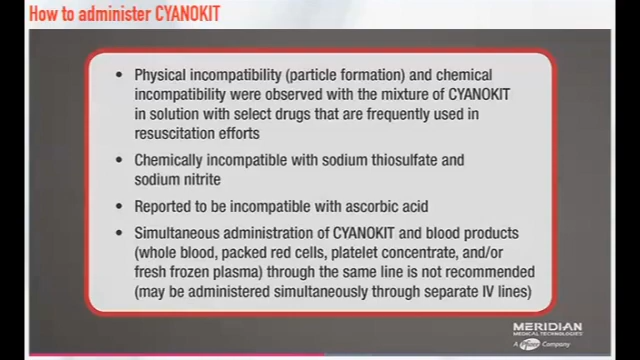 How to administer CYANOKIT
• Physical incompatibility (particle formation) and chemical
incompatibility were observed with the mixture of CYANOKIT
in solution with select drugs that are frequently used in
resuscitation efforts
• Chemically incompatible with sodium thiosulfate and
sodium nitrite
• Reported to be incompatible with ascorbic acid
• Simultaneous administration of CYANOKIT and blood products
(whole blood, packed red cells, platelet concentrate, and/or
fresh frozen plasma) through the same line is not recommended
(may be administered simultaneously through separate IV lines)
MERIDIAN
MEDICAL TECHNOLOGIES
A Pfizer Company